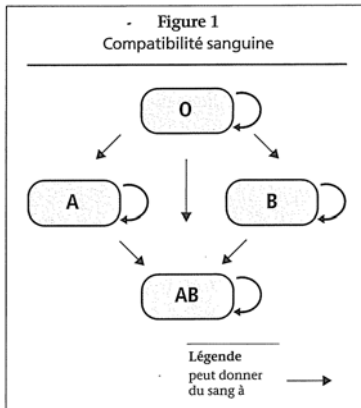 Figure 1
Compatibilité sanguine
O
A
B
AB
Légende
peut donner
du sang à